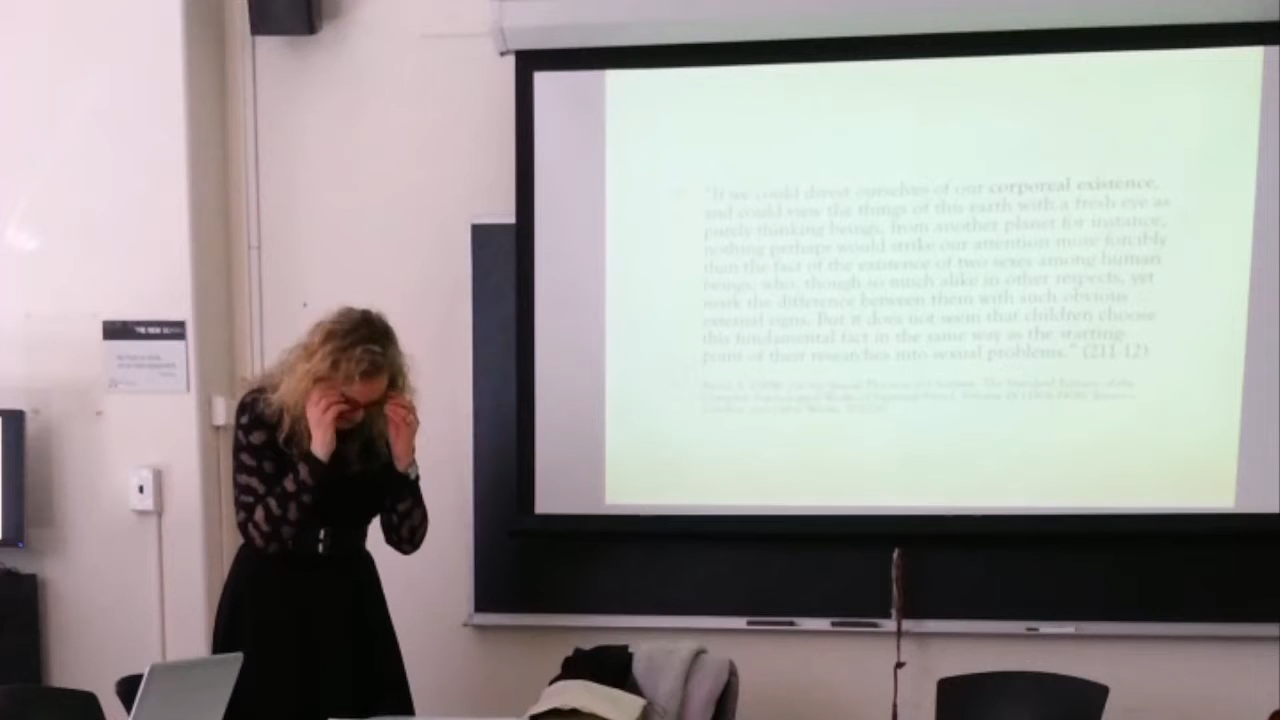 THE NEW SCHOOL
"If we could divest ourselves of our corporeal existence,
and could view the things of this earth with a fresh eye as
purely thinking beings, from another planet for instance,
nothing perhaps would strike our attention more forcibly
than the fact of the existence of two sexes among human
beings, who, though so much alike in other respects, yet
mark the difference between them with such obvious
external signs. But it does not seem that children choose
this fundamental fact in the same way as the starting
point of their researches into sexual problems." (211-12)